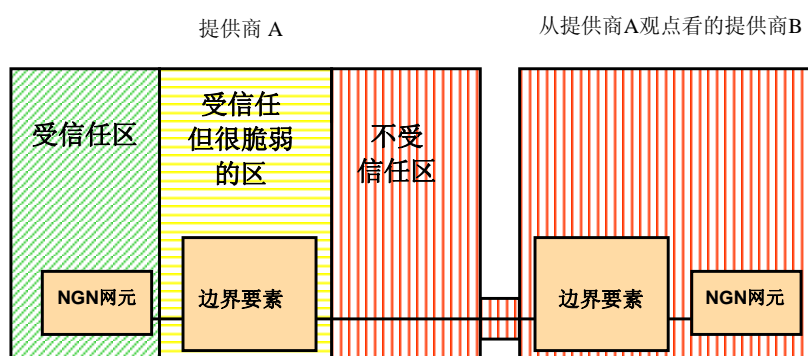 提供商 A
从提供商A观点看的提供商B
受信任区
受信任
但很脆弱
的区
不受
信任区
NGN网元
边界要素
边界要素
NGN网元